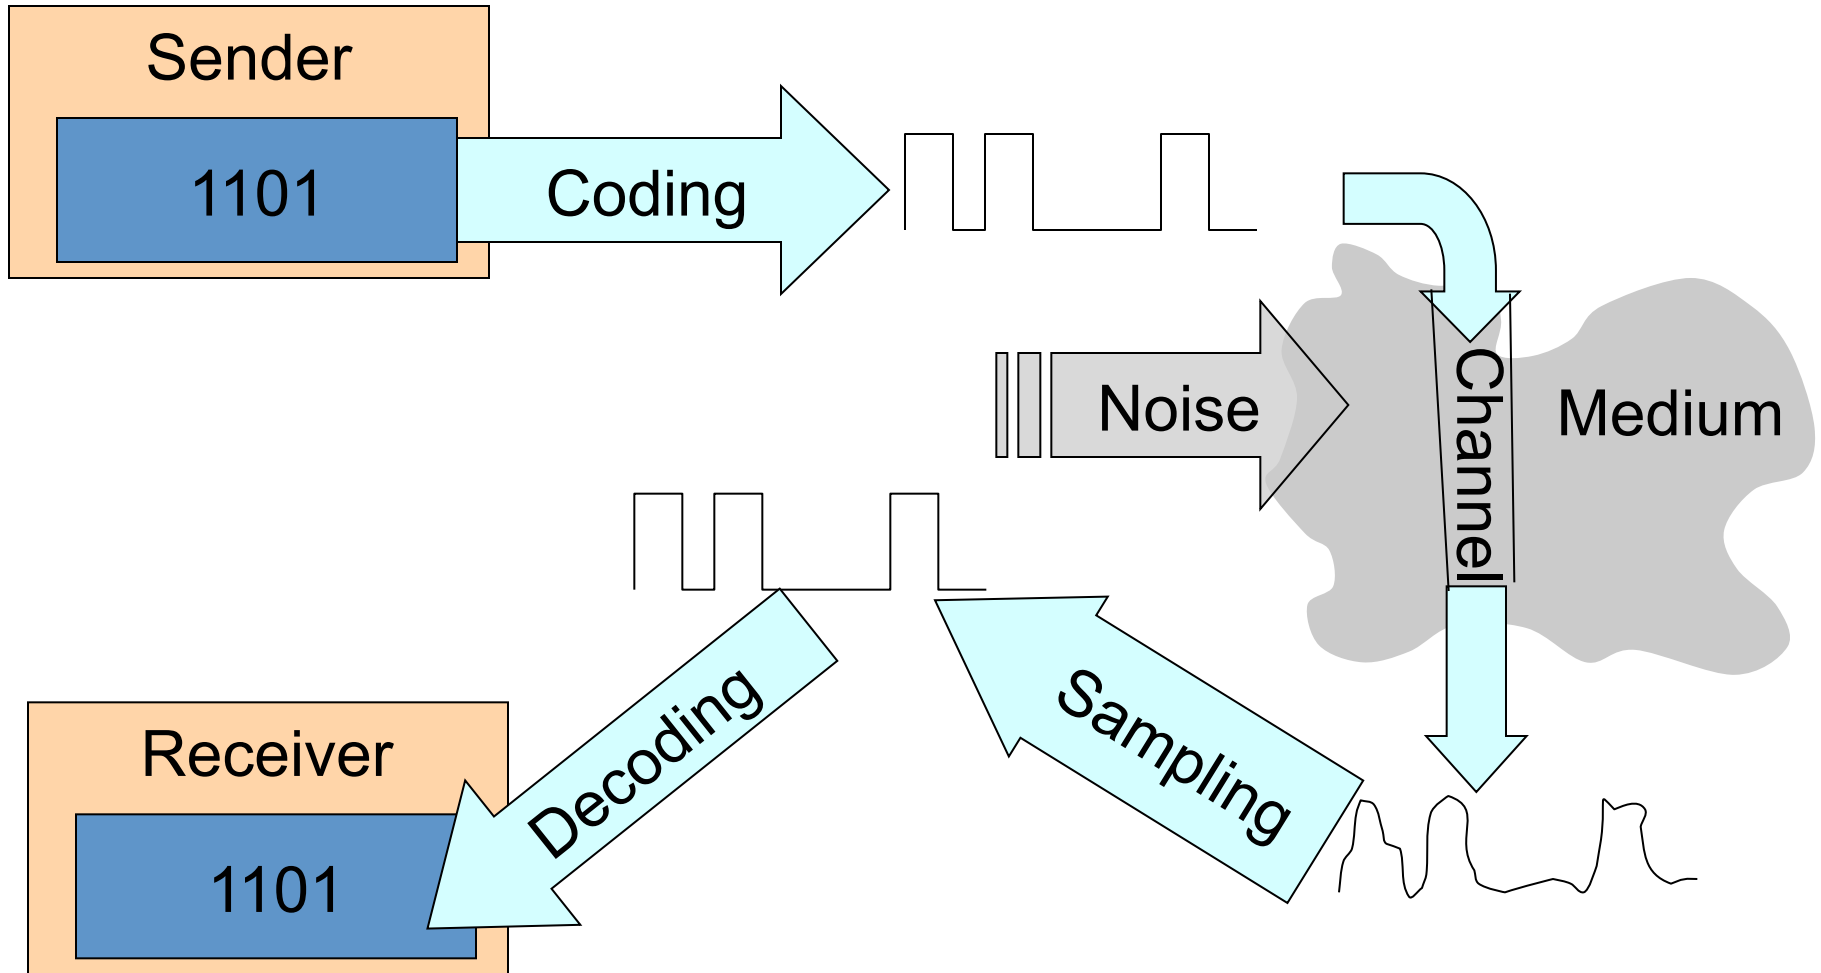 Sender
1101
Coding
Noise
Channel
Medium
Sampling
Decoding
Receiver
1101